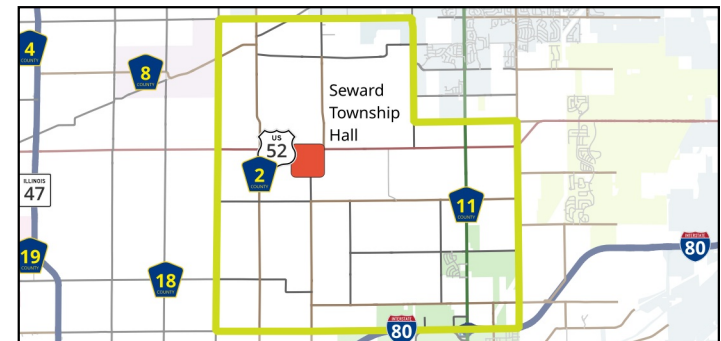 4
COUNTY
8
COUNTY
Seward
Township
Hall
US
52
2
COUNTY
ILLINOIS
47
11
COUNTY
19
COUNTY
18
COUNTY
INTERSTATE
80
INTERSTATE
80